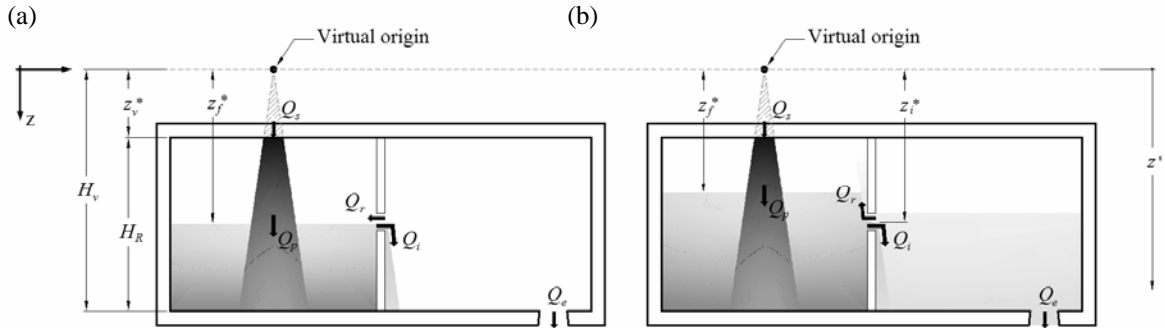 (a)
(b)
Virtual origin
Virtual origin
z
z_v*
z_f*
Q_s
H_v
H_R
Q_r
Q_p
Q_i
Q_e
z_f*
Q_s
z_i*
Q_r
Q_p
Q_i
Q_e